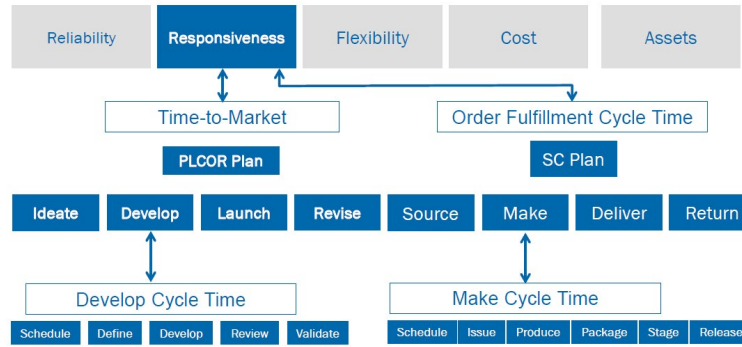 Reliability
Responsiveness
Flexibility
Cost
Assets
Time-to-Market
Order Fulfillment Cycle Time
PLCOR Plan
SC Plan
Ideate
Develop
Launch
Revise
Source
Make
Deliver
Return
Develop Cycle Time
Make Cycle Time
Schedule
Define
Develop
Review
Validate
Schedule
Issue
Produce
Package
Stage
Release